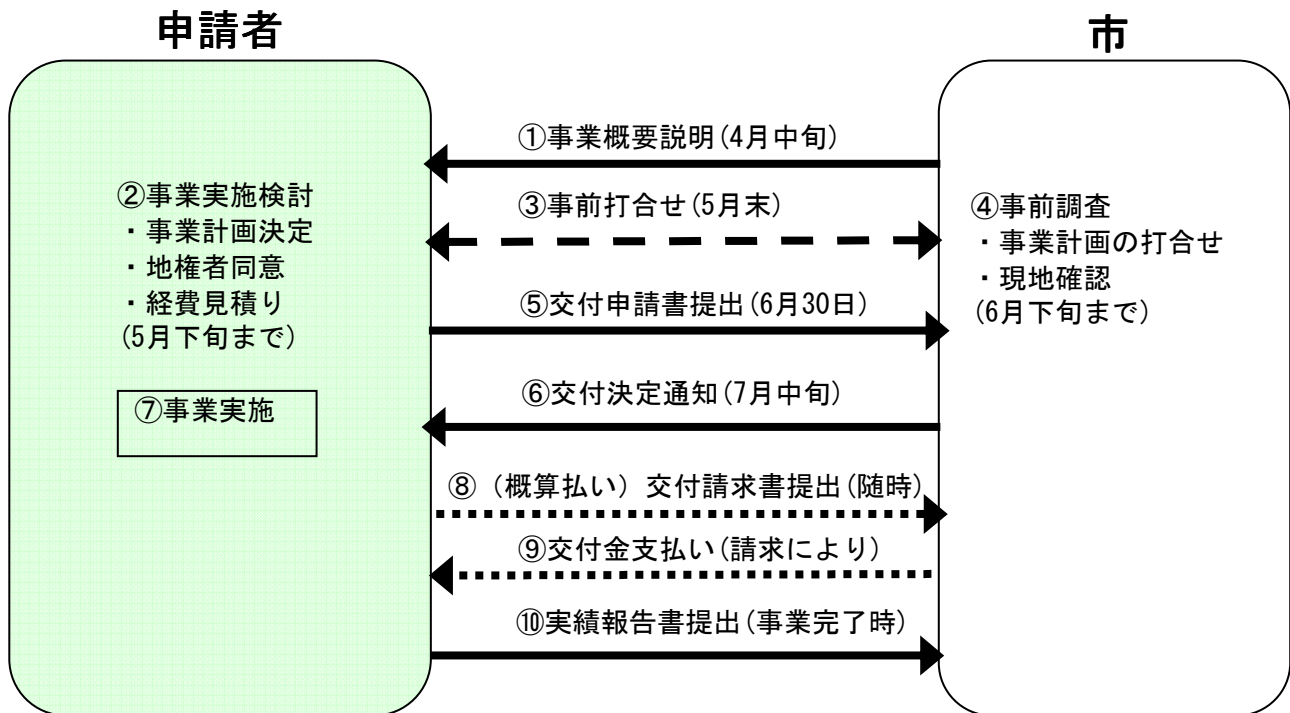 申請者
市
①事業概要説明(4月中旬)
②事業実施検討
・事業計画決定
・地権者同意
・経費見積り
(5月下旬まで)
③事前打合せ(5月末)
④事前調査
・事業計画の打合せ
・現地確認
(6月下旬まで)
⑤交付申請書提出(6月30日)
⑥交付決定通知(7月中旬)
⑦事業実施
⑧（概算払い）交付請求書提出(随時)
⑨交付金支払い(請求により)
⑩実績報告書提出(事業完了時)